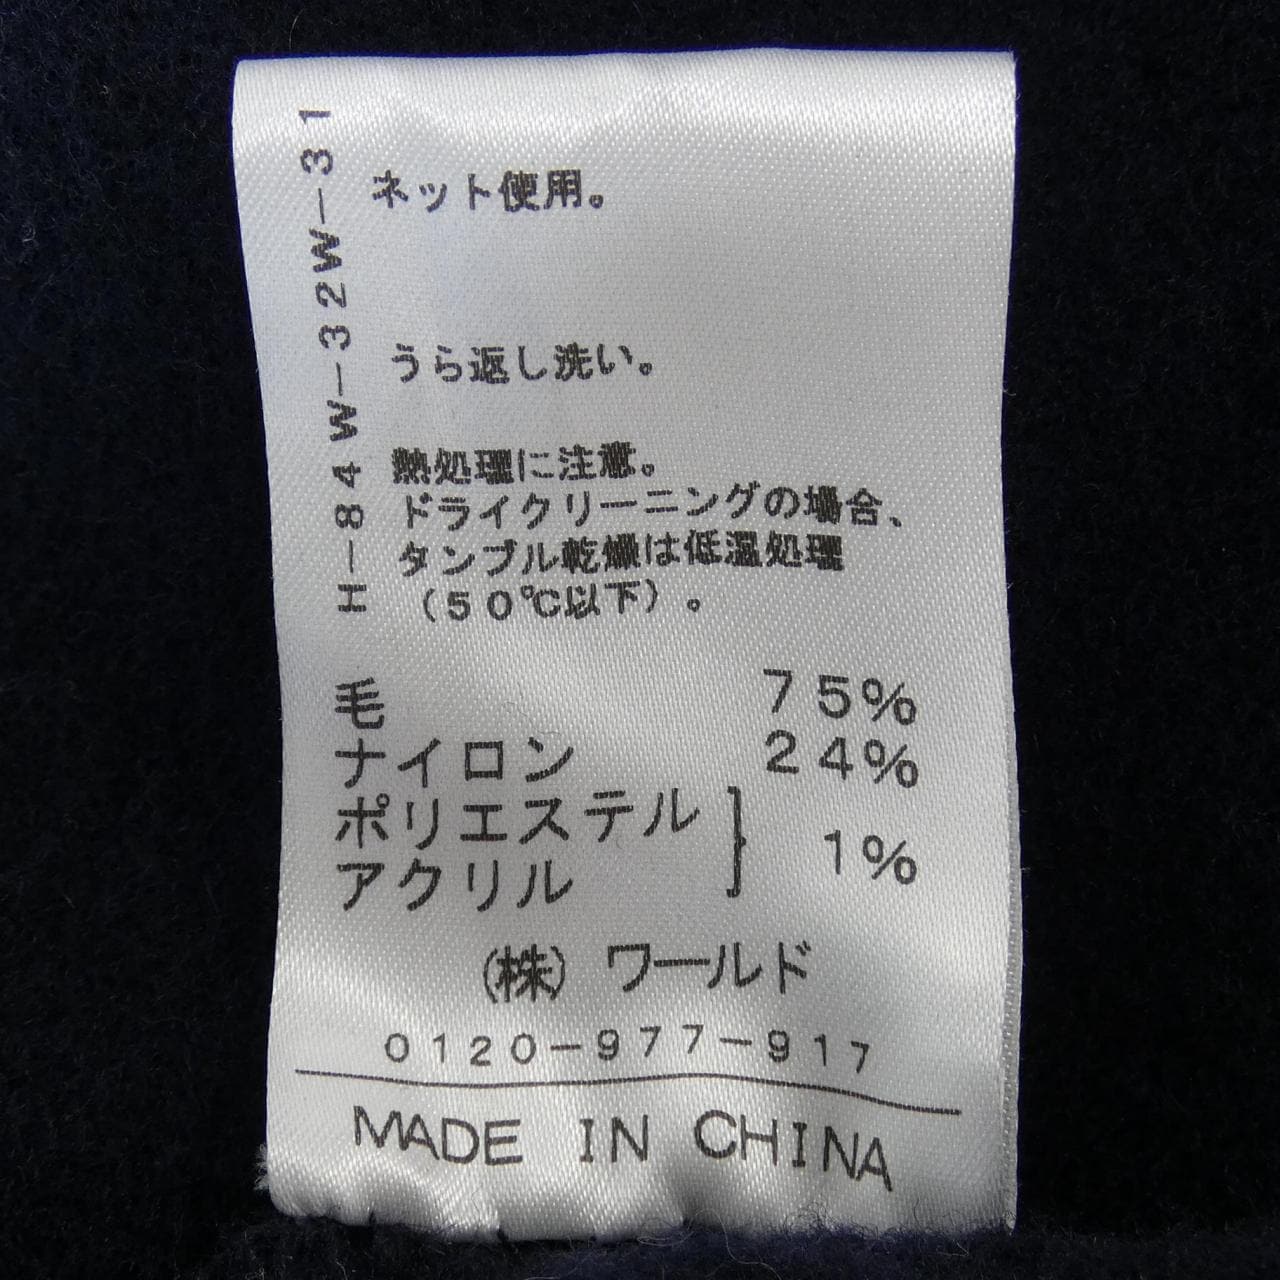 H-84W-32W-31
ネット使用。
うら返し洗い。
熱処理に注意。
ドライクリーニングの場合、
タンブル乾燥は低温処理
（50℃以下）。
毛 75%
ナイロン 24%
ポリエステル
アクリル } 1%
（株）ワールド
0120-977-917
MADE IN CHINA